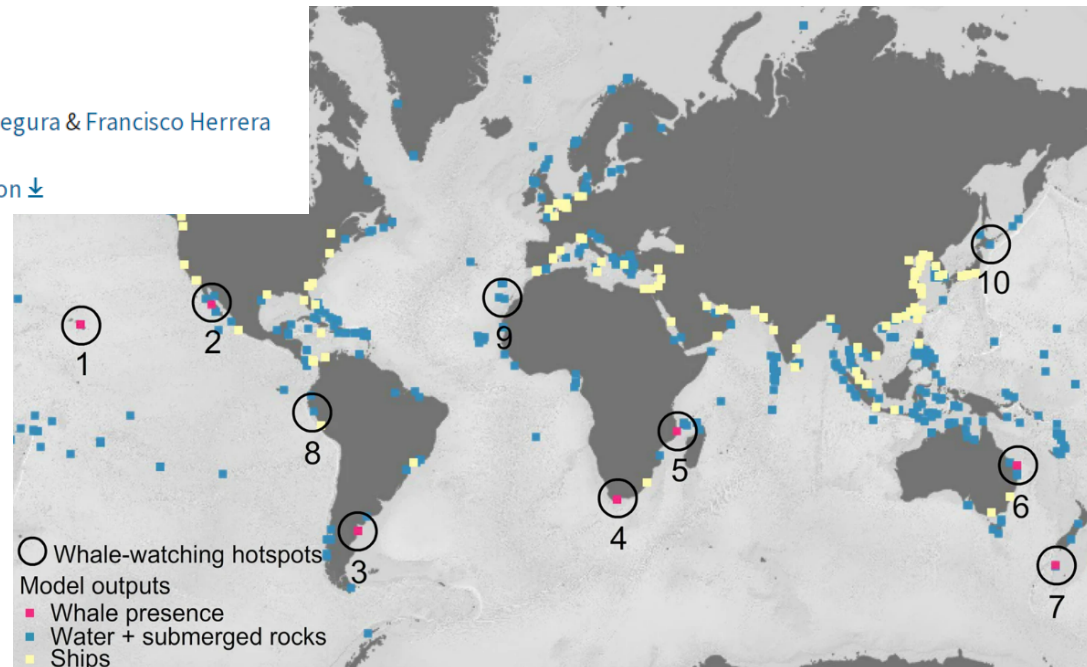 egura & Francisco Herrera
on
1
2
3
4
5
6
7
8
9
10
Whale-watching hotspots
Model outputs
Whale presence
Water + submerged rocks
Ships